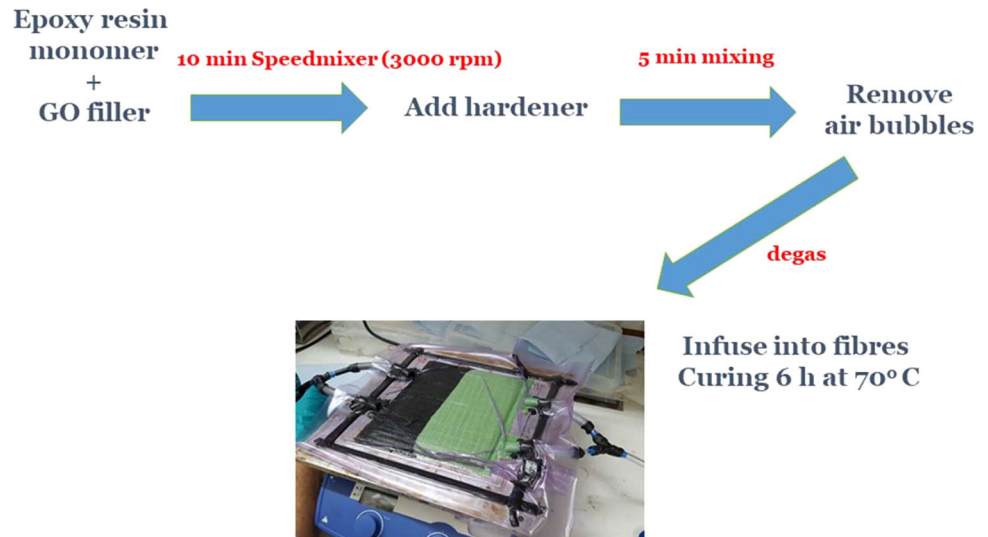 Epoxy resin
monomer
+
GO filler
10 min Speedmixer (3000 rpm)
Add hardener
5 min mixing
Remove
air bubbles
degas
Infuse into fibres
Curing 6 h at 70º C